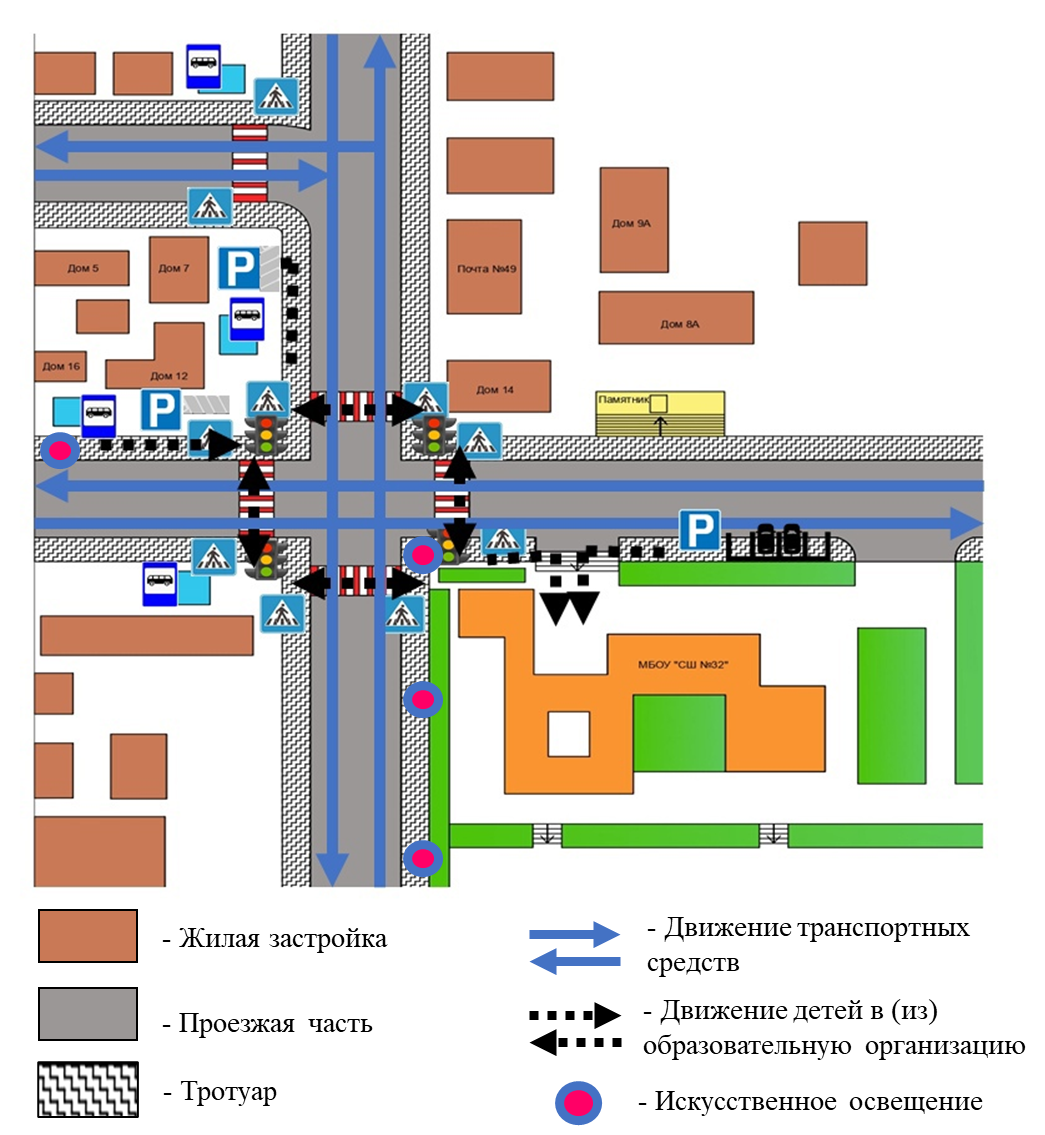 Дом 9А
Дом 5
Дом 7
P
Почта №49
Дом 8А
Дом 16
Дом 12
Дом 14
P
Памятник
P
МБОУ "СШ №32"
- Жилая застройка
- Проезжая часть
- Тротуар
- Движение транспортных
средств
- Движение детей в (из)
образовательную организацию
- Искусственное освещение